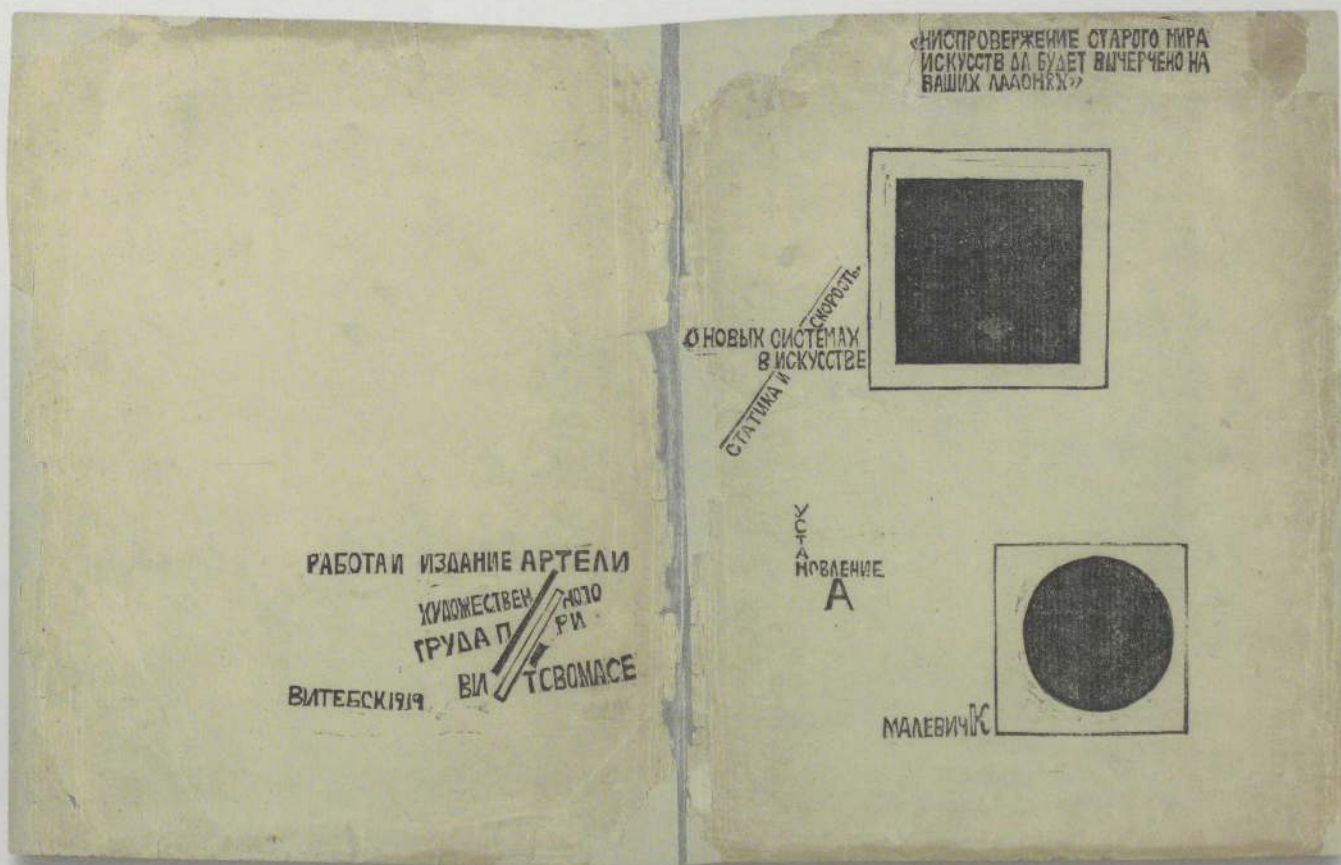 РАБОТА И ИЗДАНИЕ АРТЕЛИ
ХУДОЖЕСТВЕННОГО
ТРУДА ПРИ
ВИТСВОМАСЕ
ВИТЕБСК 1919
«НИСПРОВЕРЖЕНИЕ СТАРОГО МИРА
ИСКУССТВ ДА БУДЕТ ВЫЧЕРЧЕНО НА
ВАШИХ ЛАДОНЯХ»
О НОВЫХ СИСТЕМАХ
В ИСКУССТВЕ
СТАТИКА И СКОРОСТЬ.
УСТАНОВЛЕНИЕ
А
МАЛЕВИЧ К